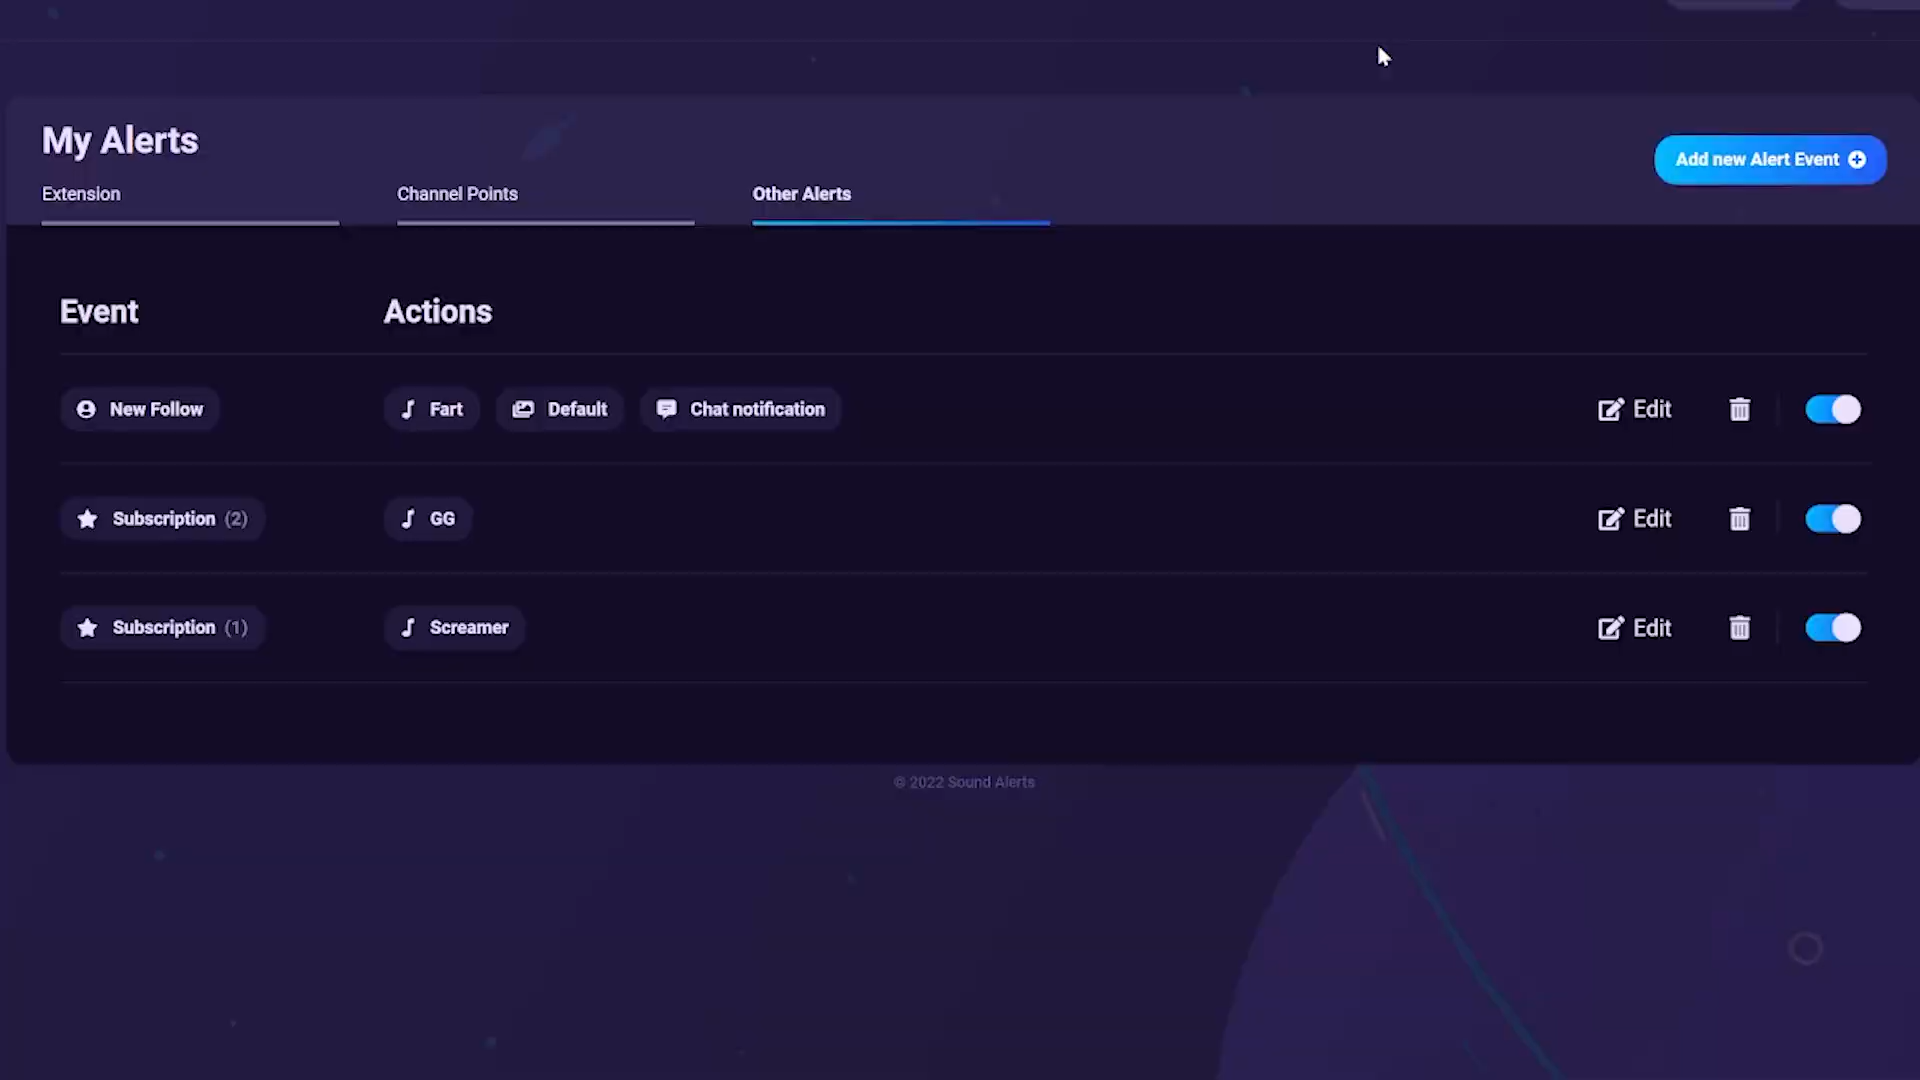 My Alerts
Add new Alert Event
Extension Channel Points Other Alerts
Event Actions
New Follow Fart Default Chat notification Edit
Subscription (2) GG Edit
Subscription (1) Screamer Edit
© 2022 Sound Alerts